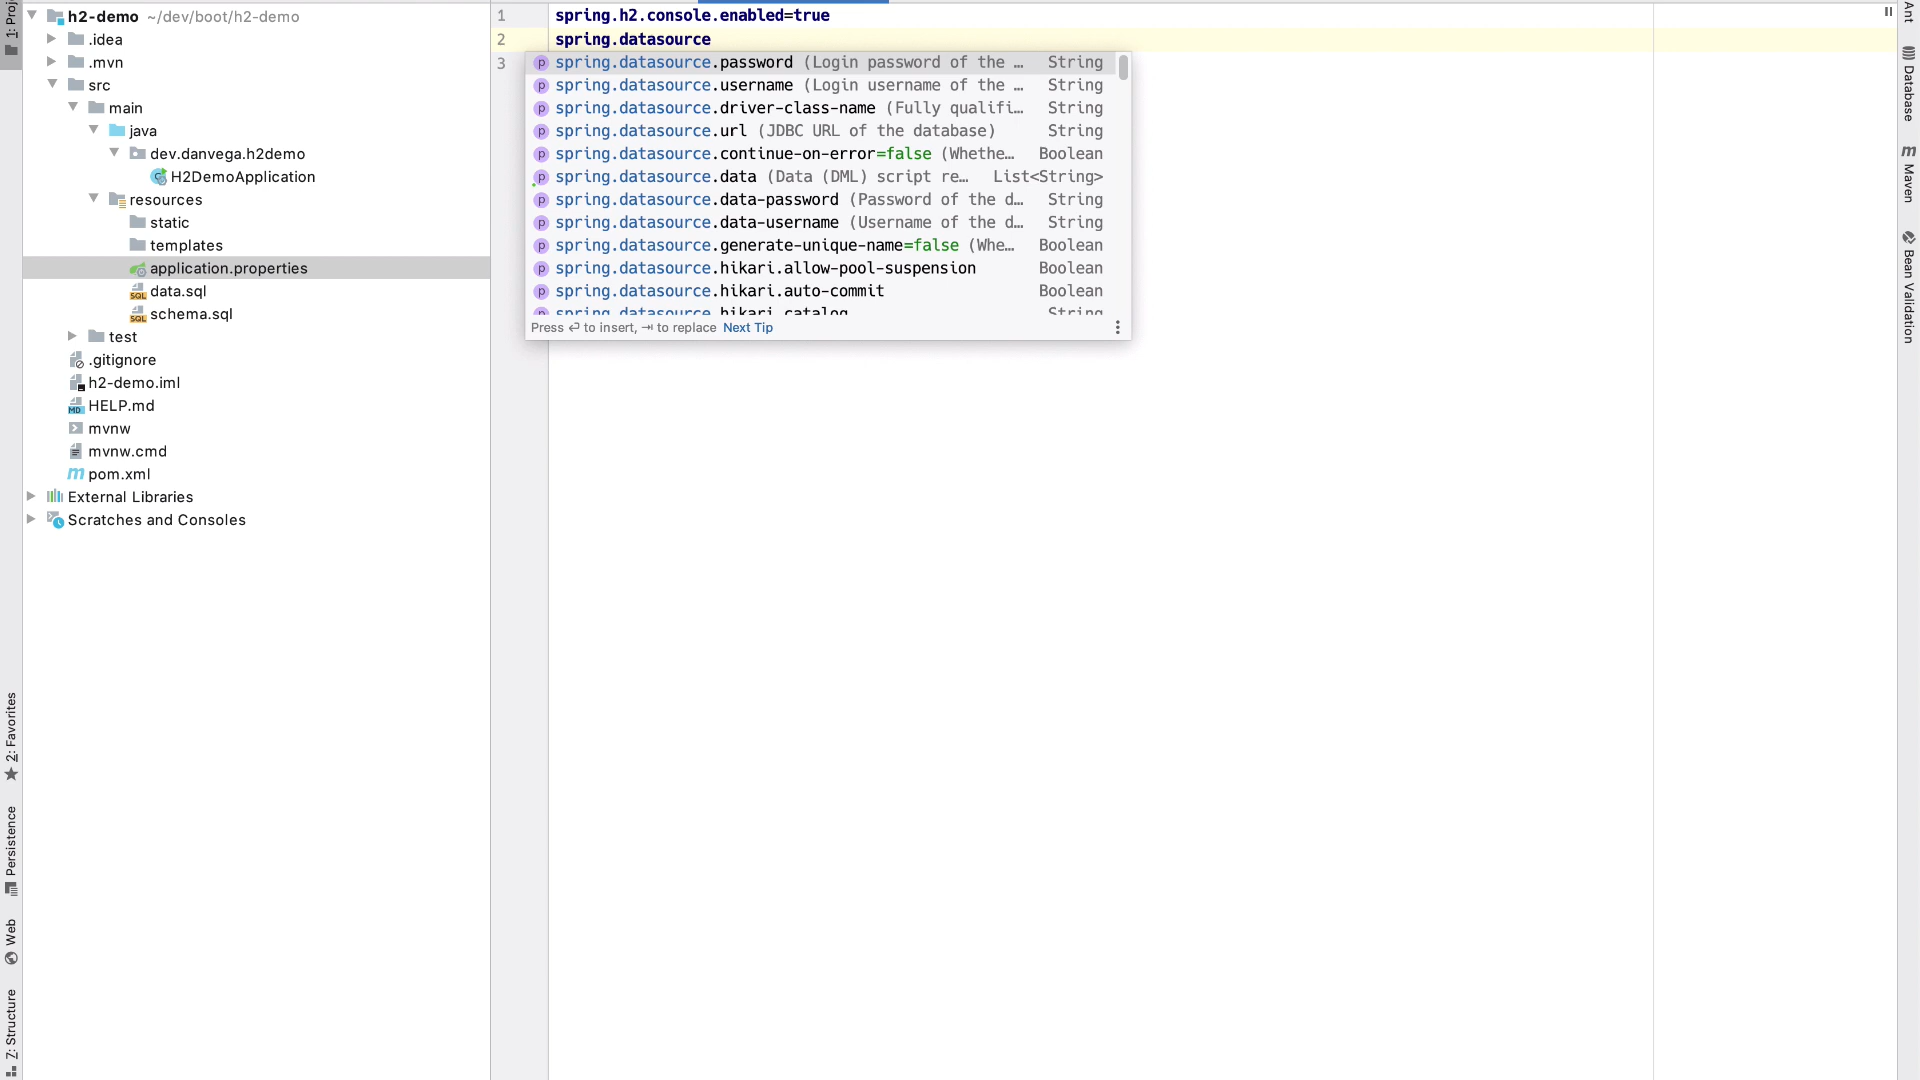 1: Proj
h2-demo ~/dev/boot/h2-demo
.idea
.mvn
src
main
java
dev.danvega.h2demo
H2DemoApplication
resources
static
templates
application.properties
data.sql
schema.sql
test
.gitignore
h2-demo.iml
HELP.md
mvnw
mvnw.cmd
pom.xml
External Libraries
Scratches and Consoles
2: Favorites
Persistence
Web
Z: Structure
1 spring.h2.console.enabled=true
2 spring.datasource
3
spring.datasource.password (Login password of the … String
spring.datasource.username (Login username of the … String
spring.datasource.driver-class-name (Fully qualifi… String
spring.datasource.url (JDBC URL of the database) String
spring.datasource.continue-on-error=false (Whethe… Boolean
spring.datasource.data (Data (DML) script re… List<String>
spring.datasource.data-password (Password of the d… String
spring.datasource.data-username (Username of the d… String
spring.datasource.generate-unique-name=false (Whe… Boolean
spring.datasource.hikari.allow-pool-suspension Boolean
spring.datasource.hikari.auto-commit Boolean
spring.datasource.hikari.catalog String
Press ⏎ to insert, ⇥ to replace Next Tip
Ant
Database
Maven
Bean Validation